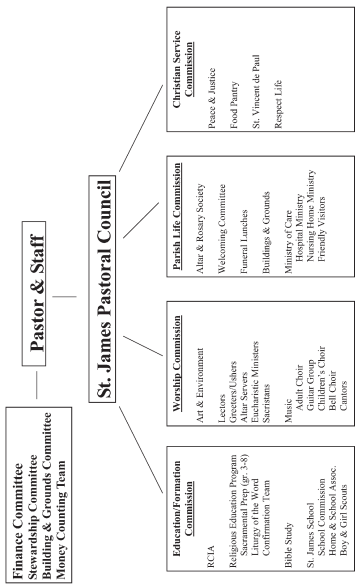 Finance Committee
Stewardship Committee
Building & Grounds Committee
Money Counting Team
Pastor & Staff
St. James Pastoral Council
Education/Formation
Commission
RCIA
Religious Education Program
Sacramental Prep (gr. 3-8)
Liturgy of the Word
Confirmation Team
Bible Study
St. James School
School Commission
Home & School Assoc.
Boy & Girl Scouts
Worship Commission
Art & Environment
Lectors
Greeters/Ushers
Altar Servers
Eucharistic Ministers
Sacristans
Music
Adult Choir
Guitar Group
Children's Choir
Bell Choir
Cantors
Parish Life Commission
Altar & Rosary Society
Welcoming Committee
Funeral Lunches
Buildings & Grounds
Ministry of Care
Hospital Ministry
Nursing Home Ministry
Friendly Visitors
Christian Service
Commission
Peace & Justice
Food Pantry
St. Vincent de Paul
Respect Life